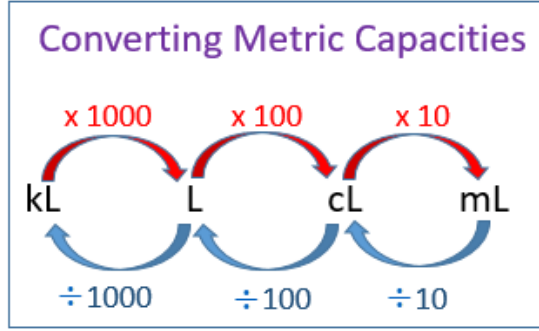 Converting Metric Capacities
x 1000 x 100 x 10
kL L cL mL
÷1000 ÷100 ÷10